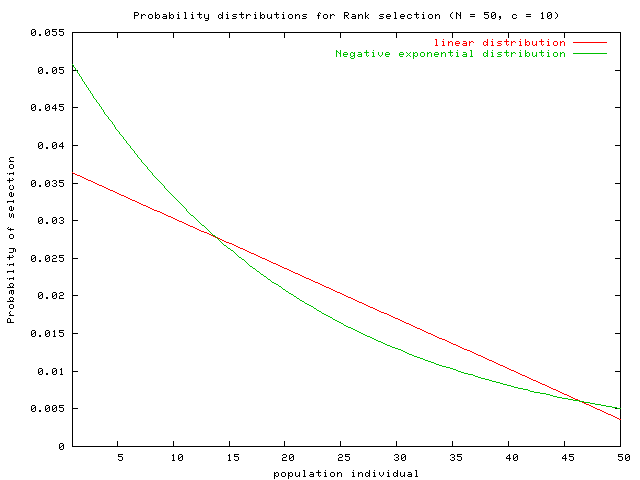 Probability distributions for Rank selection (N = 50, c = 10)
linear distribution
Negative exponential distribution
0.055
0.05
0.045
0.04
0.035
0.03
0.025
0.02
0.015
0.01
0.005
0
Probability of selection
5 10 15 20 25 30 35 40 45 50
population individual